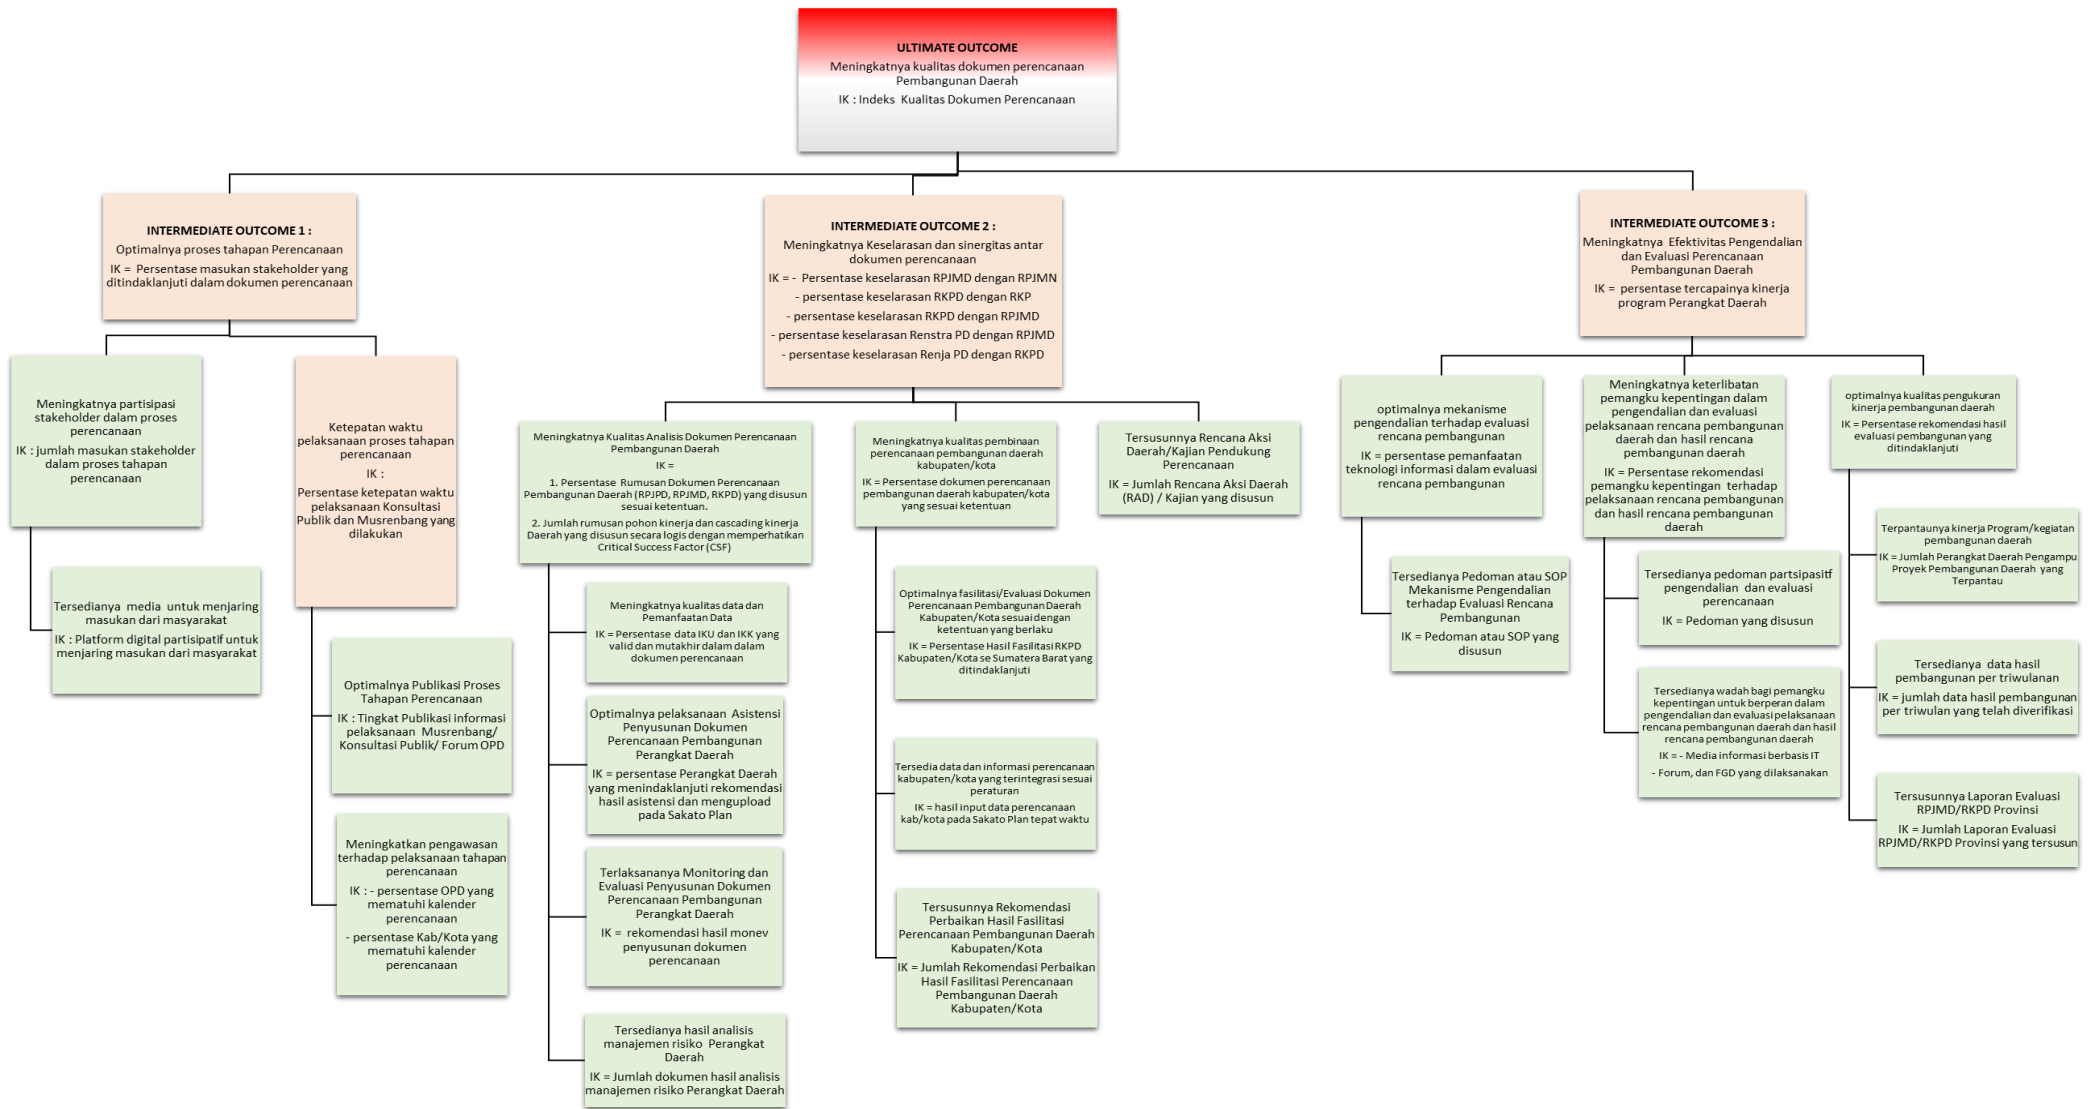 ULTIMATE OUTCOME
Meningkatnya kualitas dokumen perencanaan
Pembangunan Daerah
IK : Indeks Kualitas Dokumen Perencanaan
INTERMEDIATE OUTCOME 1 :
Optimalnya proses tahapan Perencanaan
IK = Persentase masukan stakeholder yang
ditindaklanjuti dalam dokumen perencanaan
Meningkatnya partisipasi
stakeholder dalam proses
perencanaan
IK : jumlah masukan stakeholder
dalam proses tahapan
perencanaan
Tersedianya media untuk menjaring
masukan dari masyarakat
IK : Platform digital partisipatif untuk
menjaring masukan dari masyarakat
Ketepatan waktu
pelaksanaan proses tahapan
perencanaan
IK :
Persentase ketepatan waktu
pelaksanaan Konsultasi
Publik dan Musrenbang yang
dilakukan
Optimalnya Publikasi Proses
Tahapan Perencanaan
IK : Tingkat Publikasi informasi
pelaksanaan Musrenbang/
Konsultasi Publik/ Forum OPD
Meningkatkan pengawasan
terhadap pelaksanaan tahapan
perencanaan
IK : - persentase OPD yang
mematuhi kalender
perencanaan
- persentase Kab/Kota yang
mematuhi kalender
perencanaan
INTERMEDIATE OUTCOME 2 :
Meningkatnya Keselarasan dan sinergitas antar
dokumen perencanaan
IK = - Persentase keselarasan RPJMD dengan RPJMN
- persentase keselarasan RKPD dengan RKP
- persentase keselarasan RKPD dengan RPJMD
- persentase keselarasan Renstra PD dengan RPJMD
- persentase keselarasan Renja PD dengan RKPD
Meningkatnya Kualitas Analisis Dokumen Perencanaan
Pembangunan Daerah
IK =
1. Persentase Rumusan Dokumen Perencanaan
Pembangunan Daerah (RPJPD, RPJMD, RKPD) yang disusun
sesuai ketentuan.
2. Jumlah rumusan pohon kinerja dan cascading kinerja
Daerah yang disusun secara logis dengan memperhatikan
Critical Success Factor (CSF)
Meningkatnya kualitas data dan
Pemanfaatan Data
IK = Persentase data IKU dan IKK yang
valid dan mutakhir dalam dalam
dokumen perencanaan
Optimalnya pelaksanaan Asistensi
Penyusunan Dokumen
Perencanaan Pembangunan
Perangkat Daerah
IK = persentase Perangkat Daerah
yang menindaklanjuti rekomendasi
hasil asistensi dan mengupload
pada Sakato Plan
Terlaksananya Monitoring dan
Evaluasi Penyusunan Dokumen
Perencanaan Pembangunan
Perangkat Daerah
IK = rekomendasi hasil monev
penyusunan dokumen
perencanaan
Tersedianya hasil analisis
manajemen risiko Perangkat
Daerah
IK = Jumlah dokumen hasil analisis
manajemen risiko Perangkat Daerah
Meningkatnya kualitas pembinaan
perencanaan pembangunan daerah
kabupaten/kota
IK = Persentase dokumen perencanaan
pembangunan daerah kabupaten/kota
yang sesuai ketentuan
Optimalnya fasilitasi/Evaluasi Dokumen
Perencanaan Pembangunan Daerah
Kabupaten/Kota sesuai dengan
ketentuan yang berlaku
IK = Persentase Hasil Fasilitasi RKPD
Kabupaten/Kota se Sumatera Barat yang
ditindaklanjuti
Tersedia data dan informasi perencanaan
kabupaten/kota yang terintegrasi sesuai
peraturan
IK = hasil input data perencanaan
kab/kota pada Sakato Plan tepat waktu
Tersusunnya Rekomendasi
Perbaikan Hasil Fasilitasi
Perencanaan Pembangunan Daerah
Kabupaten/Kota
IK = Jumlah Rekomendasi Perbaikan
Hasil Fasilitasi Perencanaan
Pembangunan Daerah
Kabupaten/Kota
Tersusunnya Rencana Aksi
Daerah/Kajian Pendukung
Perencanaan
IK = Jumlah Rencana Aksi Daerah
(RAD) / Kajian yang disusun
INTERMEDIATE OUTCOME 3 :
Meningkatnya Efektivitas Pengendalian
dan Evaluasi Perencanaan
Pembangunan Daerah
IK = persentase tercapainya kinerja
program Perangkat Daerah
optimalnya mekanisme
pengendalian terhadap evaluasi
rencana pembangunan
IK = persentase pemanfaatan
teknologi informasi dalam evaluasi
rencana pembangunan
Tersedianya Pedoman atau SOP
Mekanisme Pengendalian
terhadap Evaluasi Rencana
Pembangunan
IK = Pedoman atau SOP yang
disusun
Meningkatnya keterlibatan
pemangku kepentingan dalam
pengendalian dan evaluasi
pelaksanaan rencana pembangunan
daerah dan hasil rencana
pembangunan daerah
IK = Persentase rekomendasi
pemangku kepentingan terhadap
pelaksanaan rencana pembangunan
dan hasil rencana pembangunan
daerah
Tersedianya pedoman partsipasitf
pengendalian dan evaluasi
perencanaan
IK = Pedoman yang disusun
Tersedianya wadah bagi pemangku
kepentingan untuk berperan dalam
pengendalian dan evaluasi pelaksanaan
rencana pembangunan daerah dan hasil
rencana pembangunan daerah
IK = - Media informasi berbasis IT
- Forum, dan FGD yang dilaksanakan
optimalnya kualitas pengukuran
kinerja pembangunan daerah
IK = Persentase rekomendasi hasil
evaluasi pembangunan yang
ditindaklanjuti
Terpantaunya kinerja Program/kegiatan
pembangunan daerah
IK = Jumlah Perangkat Daerah Pengampu
Proyek Pembangunan Daerah yang
Terpantau
Tersedianya data hasil
pembangunan per triwulanan
IK = jumlah data hasil pembangunan
per triwulan yang telah diverifikasi
Tersusunnya Laporan Evaluasi
RPJMD/RKPD Provinsi
IK = Jumlah Laporan Evaluasi
RPJMD/RKPD Provinsi yang tersusun